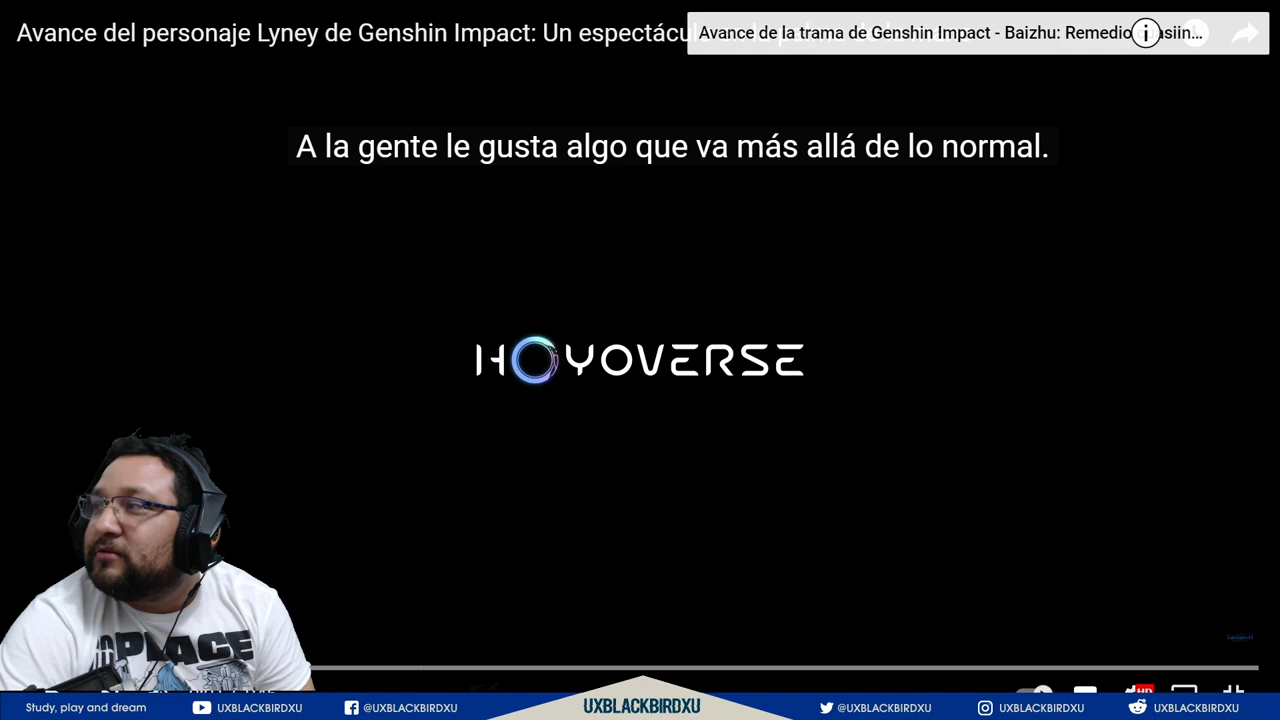 Avance del personaje Lyney de Genshin Impact: Un
Avance de la trama de Genshin Impact - Baizhu:
A la gente le gusta algo que va más allá de lo normal.
HOYOVERSE
PLACE
HD
Study, play and dream
UXBLACKBIRDXU
@UXBLACKBIRDXU
UXBLACKBIRDXU
@UXBLACKBIRDXU
UXBLACKBIRDXU
UXBLACKBIRDXU